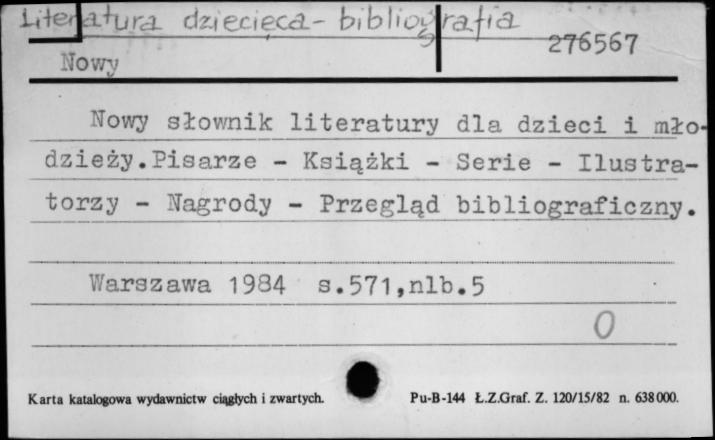 Literatura dziecięca - bibliografia
276567
Nowy
Nowy słownik literatury dla dzieci i mło-
dzieży.Pisarze - Książki - Serie - Ilustra-
torzy - Nagrody - Przegląd bibliograficzny.
Warszawa 1984 s.571,nlb.5
0
Karta katalogowa wydawnictw ciągłych i zwartych. Pu-B-144 Ł.Z.Graf. Z. 120/15/82 n. 638 000.